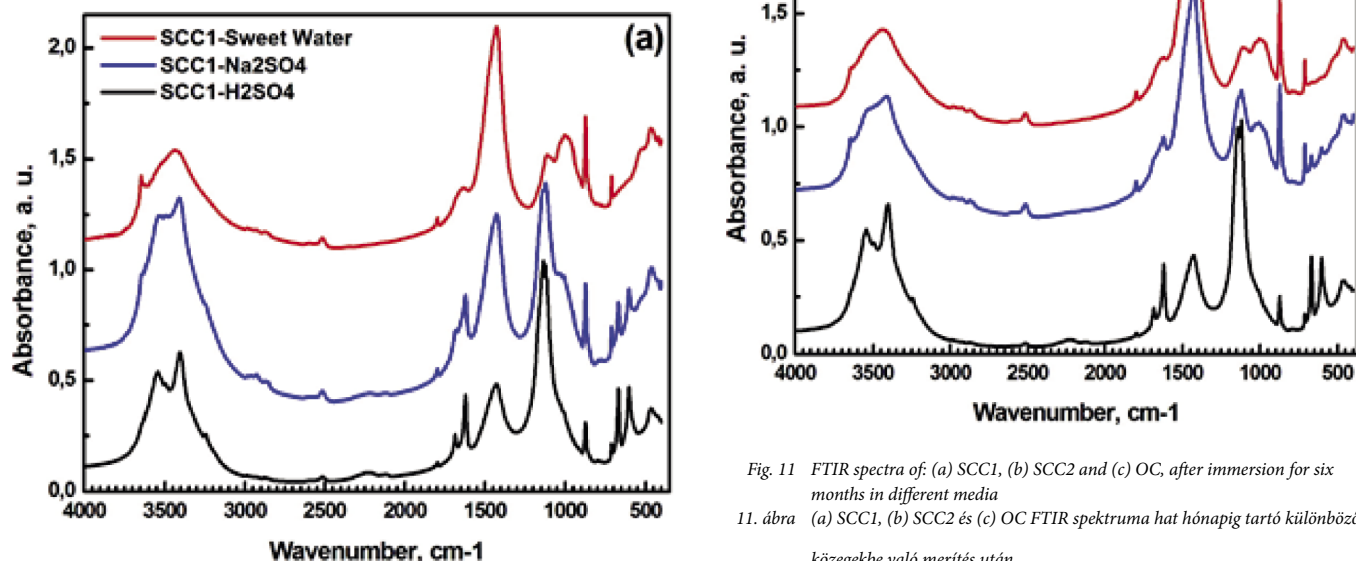 (a)
SCC1-Sweet Water
SCC1-Na2SO4
SCC1-H2SO4
Absorbance, a. u.
2,0
1,5
1,0
0,5
0,0
4000 3500 3000 2500 2000 1500 1000 500
Wavenumber, cm-1
Absorbance, a. u.
1,5
1,0
0,5
0,0
4000 3500 3000 2500 2000 1500 1000 500
Wavenumber, cm-1
Fig. 11 FTIR spectra of: (a) SCC1, (b) SCC2 and (c) OC, after immersion for six
months in different media
11. ábra (a) SCC1, (b) SCC2 és (c) OC FTIR spektruma hat hónapig tartó különböző
közegekbe való merítés után